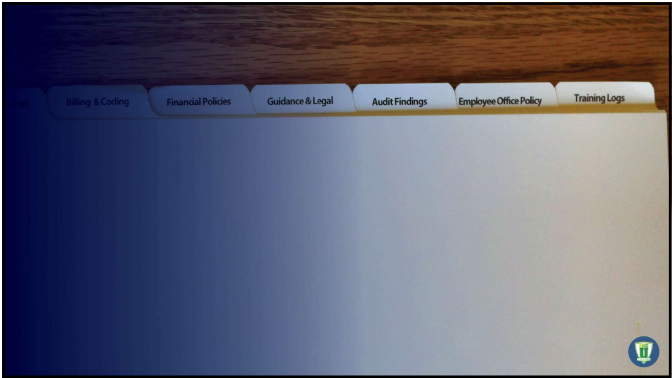 Billing & Coding
Financial Policies
Guidance & Legal
Audit Findings
Employee Office Policy
Training Logs